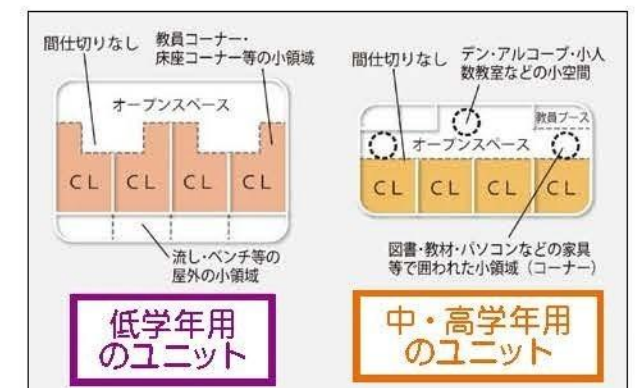 間仕切りなし
教員コーナー・
床座コーナー等の小領域
オープンスペース
CL CL CL CL
流し・ベンチ等の
屋外の小領域
低学年用
のユニット
間仕切りなし
デン・アルコーブ・小人
数教室などの小空間
教員ブース
オープンスペース
CL CL CL CL
図書・教材・パソコンなどの家具
等で囲われた小領域(コーナー)
中・高学年用
のユニット